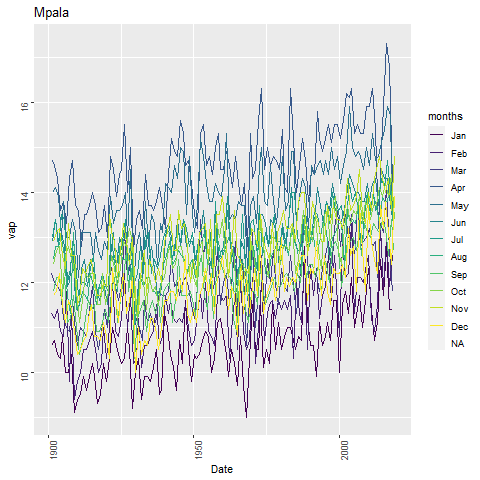 Mpala
16
14
12
10
vap
1900
1950
2000
Date
months
Jan
Feb
Mar
Apr
May
Jun
Jul
Aug
Sep
Oct
Nov
Dec
NA